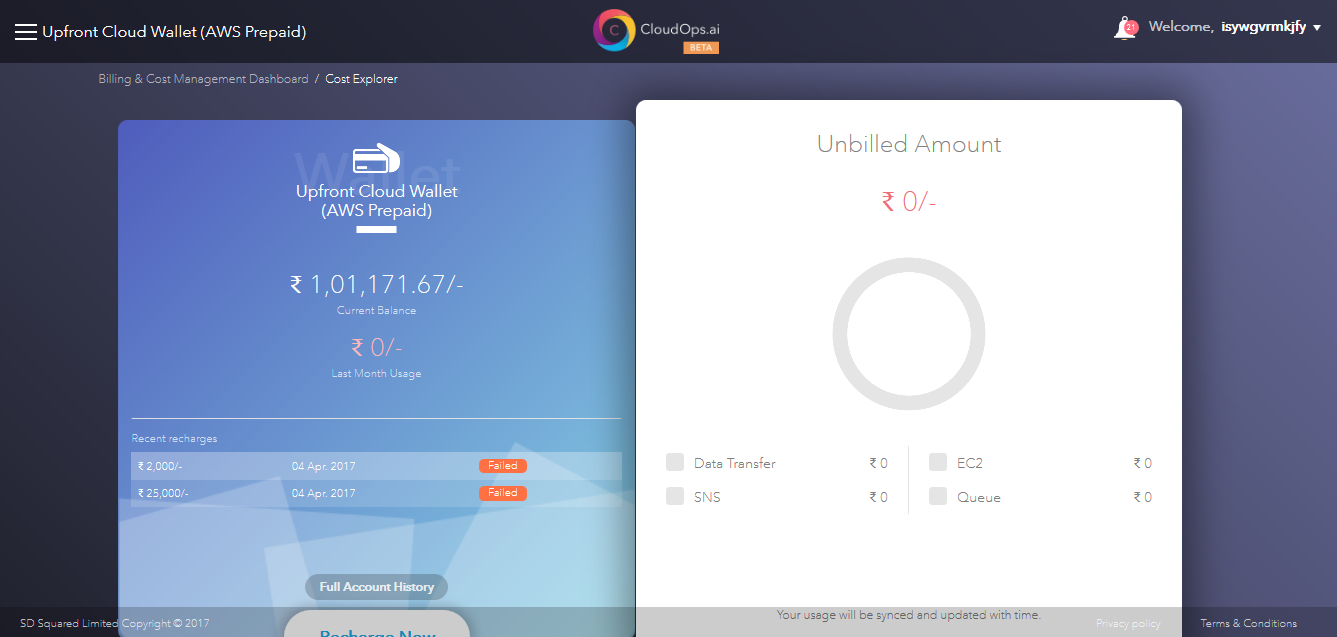 Upfront Cloud Wallet (AWS Prepaid)
C CloudOps.ai
BETA
21
Welcome, isywgvrmkjfy
Billing & Cost Management Dashboard / Cost Explorer
Wallet
Upfront Cloud Wallet
(AWS Prepaid)
₹ 1,01,171.67/-
Current Balance
₹ 0/-
Last Month Usage
Recent recharges
₹ 2,000/- 04 Apr. 2017 Failed
₹ 25,000/- 04 Apr. 2017 Failed
Full Account History
Recharge Now
Unbilled Amount
₹ 0/-
Data Transfer ₹ 0
EC2 ₹ 0
SNS ₹ 0
Queue ₹ 0
Your usage will be synced and updated with time.
SD Squared Limited Copyright © 2017
Privacy policy
Terms & Conditions